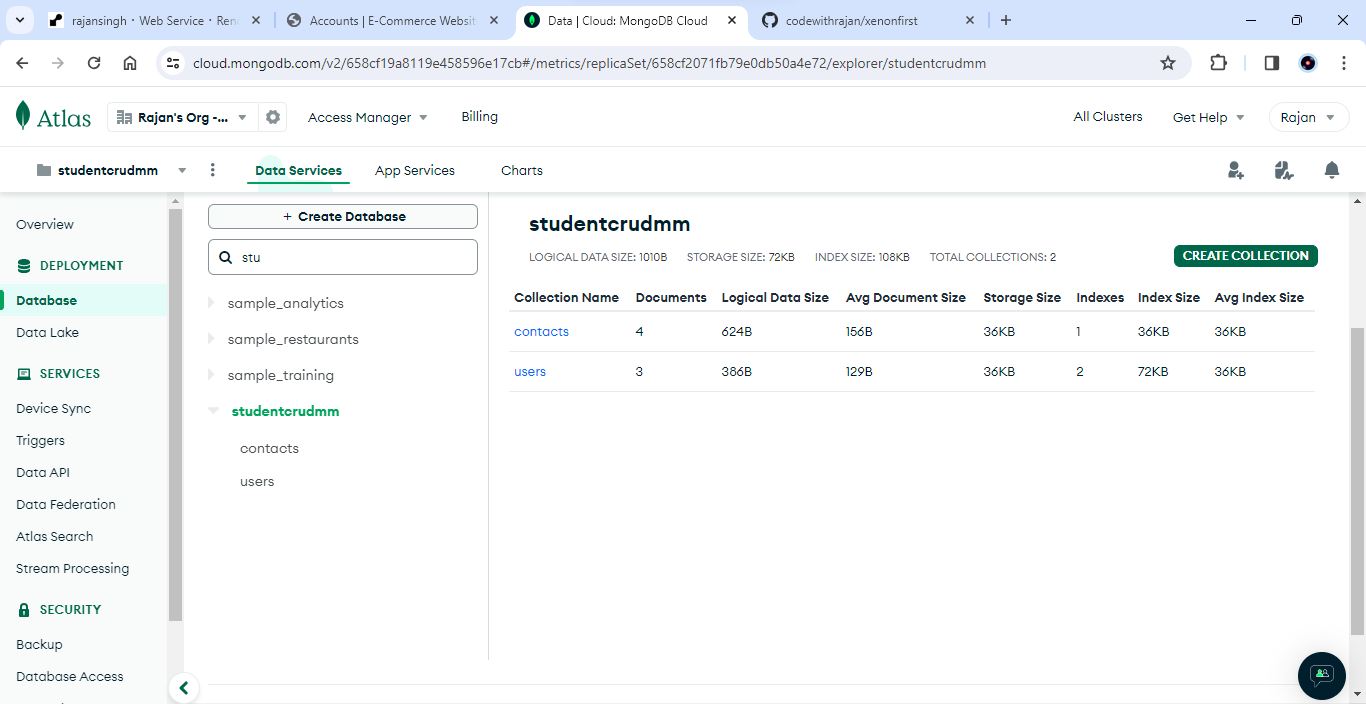 rajansingh · Web Service · Ren
Accounts | E-Commerce Websit
Data | Cloud: MongoDB Cloud
codewithrajan/xenonfirst
cloud.mongodb.com/v2/658cf19a8119e458596e17cb#/metrics/replicaSet/658cf2071fb79e0db50a4e72/explorer/studentcrudmm
Atlas
Rajan's Org -...
Access Manager
Billing
All Clusters
Get Help
Rajan
studentcrudmm
Data Services
App Services
Charts
Overview
DEPLOYMENT
Database
Data Lake
SERVICES
Device Sync
Triggers
Data API
Data Federation
Atlas Search
Stream Processing
SECURITY
Backup
Database Access
+ Create Database
stu
sample_analytics
sample_restaurants
sample_training
studentcrudmm
contacts
users
studentcrudmm
LOGICAL DATA SIZE: 1010B STORAGE SIZE: 72KB INDEX SIZE: 108KB TOTAL COLLECTIONS: 2
CREATE COLLECTION
Collection Name Documents Logical Data Size Avg Document Size Storage Size Indexes Index Size Avg Index Size
contacts 4 624B 156B 36KB 1 36KB 36KB
users 3 386B 129B 36KB 2 72KB 36KB